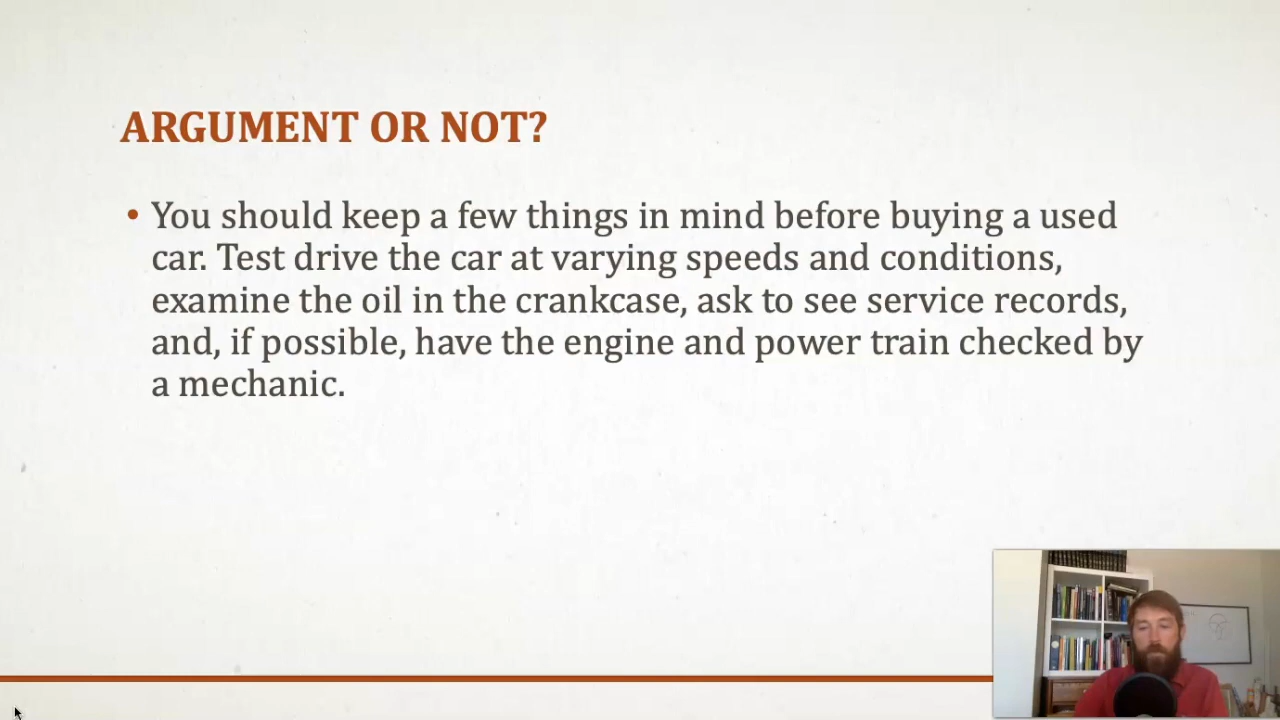 ARGUMENT OR NOT?
• You should keep a few things in mind before buying a used
car. Test drive the car at varying speeds and conditions,
examine the oil in the crankcase, ask to see service records,
and, if possible, have the engine and power train checked by
a mechanic.